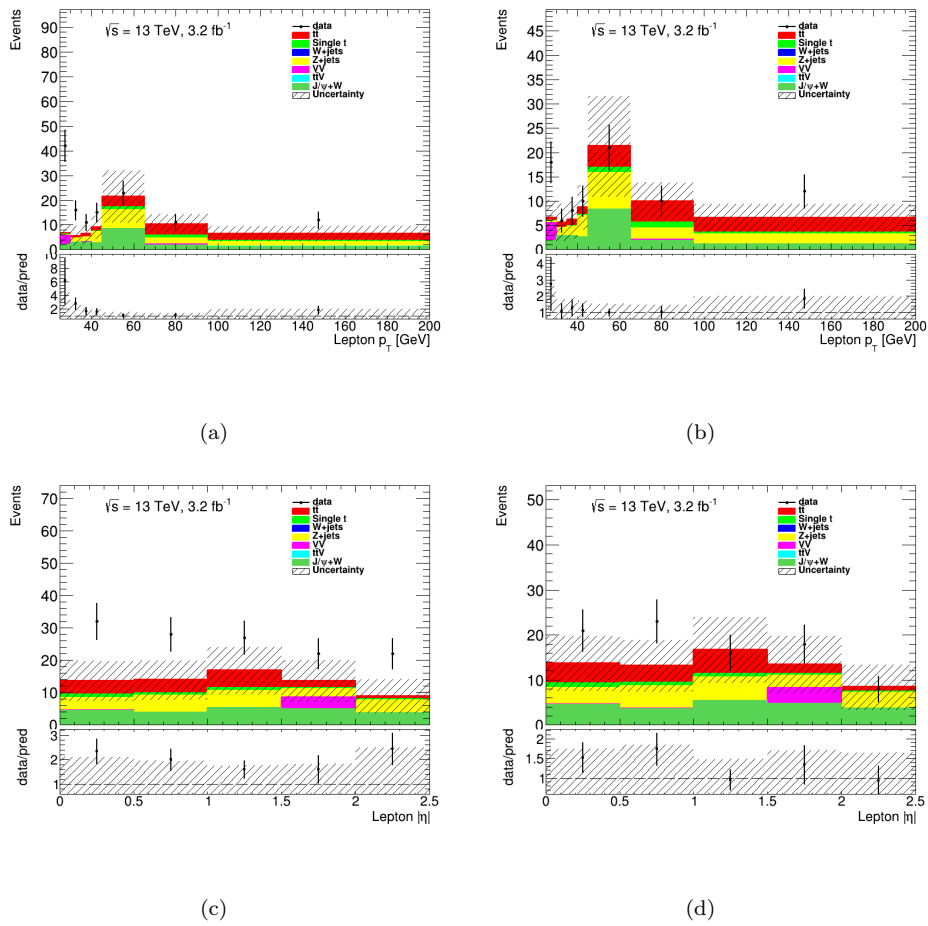 Events
90
80
70
60
50
40
30
20
10
0
√s = 13 TeV, 3.2 fb-1
data
tt
Single t
W+jets
Z+jets
VV
ttV
J/ψ+W
Uncertainty
data/pred
8
6
4
2
40 60 80 100 120 140 160 180 200
Lepton pT [GeV]
(a)
Events
45
40
35
30
25
20
15
10
5
0
√s = 13 TeV, 3.2 fb-1
data
tt
Single t
W+jets
Z+jets
VV
ttV
J/ψ+W
Uncertainty
data/pred
4
3
2
1
40 60 80 100 120 140 160 180 200
Lepton pT [GeV]
(b)
Events
70
60
50
40
30
20
10
0
√s = 13 TeV, 3.2 fb-1
data
tt
Single t
W+jets
Z+jets
VV
ttV
J/ψ+W
Uncertainty
data/pred
3
2
1
0 0.5 1 1.5 2 2.5
Lepton |η|
(c)
Events
50
40
30
20
10
0
√s = 13 TeV, 3.2 fb-1
data
tt
Single t
W+jets
Z+jets
VV
ttV
J/ψ+W
Uncertainty
data/pred
2
1.5
1
0 0.5 1 1.5 2 2.5
Lepton |η|
(d)